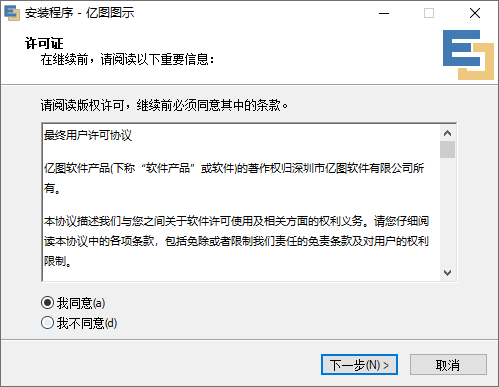 安装程序 - 亿图图示
许可证
在继续前，请阅读以下重要信息：
请阅读版权许可，继续前必须同意其中的条款。
最终用户许可协议
亿图软件产品(下称“软件产品”或软件)的著作权归深圳市亿图软件有限公司所
有。
本协议描述我们与您之间关于软件许可使用及相关方面的权利义务。请您仔细阅
读本协议中的各项条款，包括免除或者限制我们责任的免责条款及对用户的权利
限制。
我同意(a)
我不同意(d)
下一步(N) >
取消